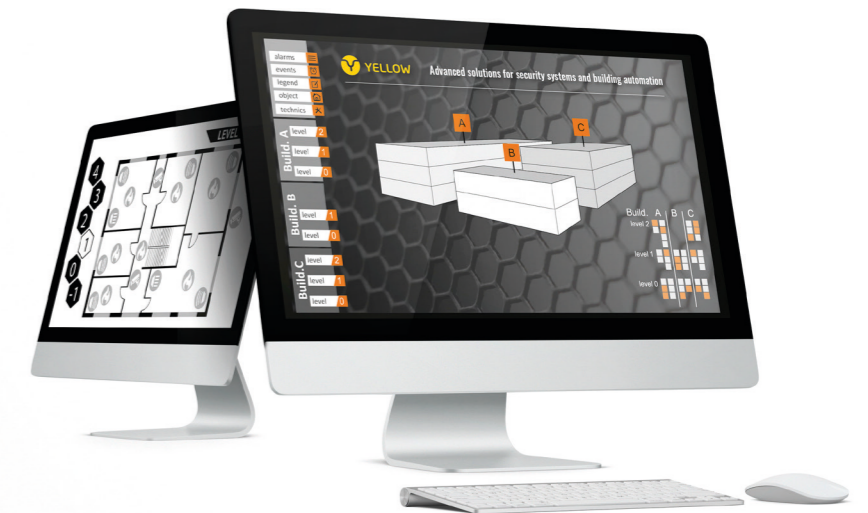 LEVEL
4
3
2
1
0
-1
alarms
events
legend
object
technics
Build. A
level 2
level 1
level 0
Build. B
level 1
level 0
Build.C
level 2
level 1
level 0
YELLOW
Advanced solutions for security systems and building automation
A
B
C
Build. A B C
level 2
level 1
level 0